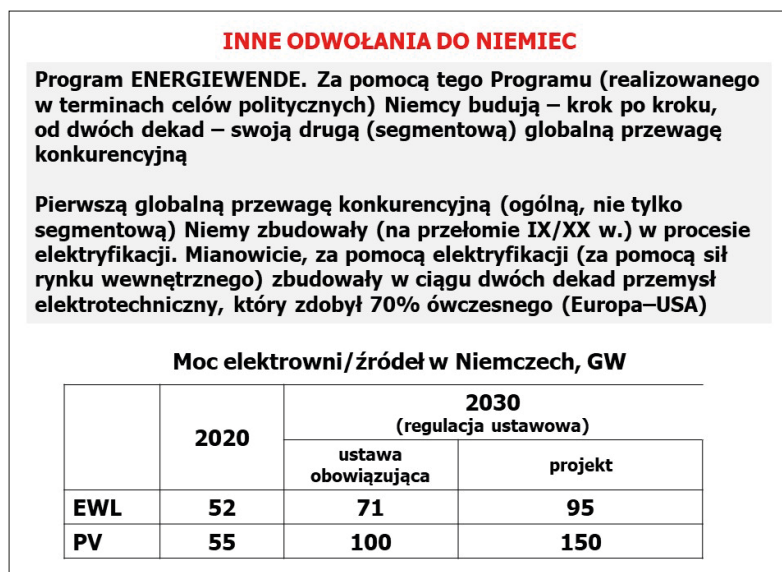 INNE ODWOŁANIA DO NIEMIEC
Program ENERGIEWENDE. Za pomocą tego Programu (realizowanego
w terminach celów politycznych) Niemcy budują – krok po kroku,
od dwóch dekad – swoją drugą (segmentową) globalną przewagę
konkurencyjną
Pierwszą globalną przewagę konkurencyjną (ogólną, nie tylko
segmentową) Niemy zbudowały (na przełomie IX/XX w.) w procesie
elektryfikacji. Mianowicie, za pomocą elektryfikacji (za pomocą sił
rynku wewnętrznego) zbudowały w ciągu dwóch dekad przemysł
elektrotechniczny, który zdobył 70% ówczesnego (Europa–USA)
Moc elektrowni/źródeł w Niemczech, GW
2020
2030
(regulacja ustawowa)
ustawa
obowiązująca
projekt
EWL 52 71 95
PV 55 100 150